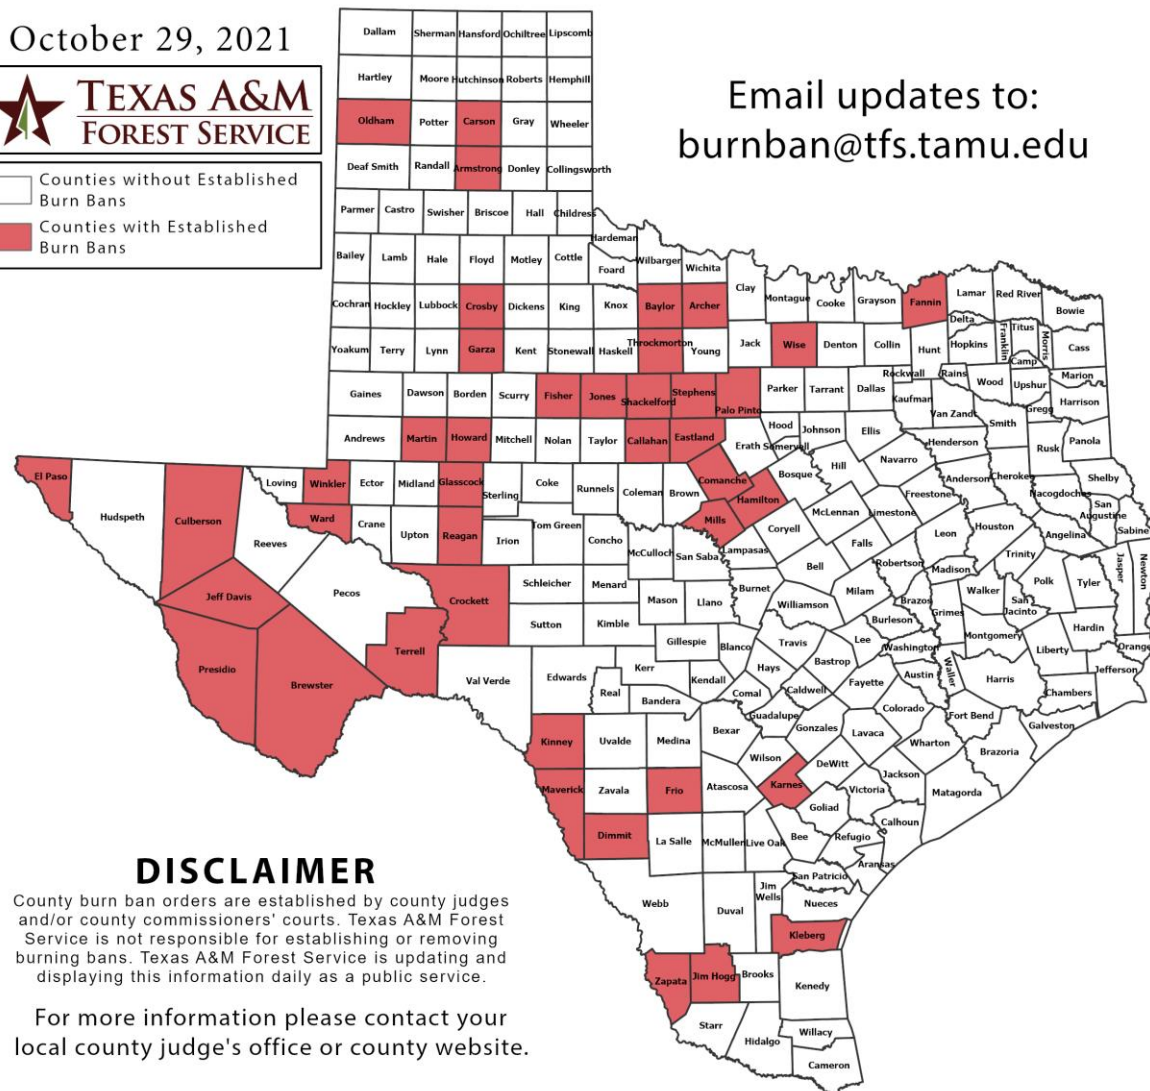 October 29, 2021
TEXAS A&M
FOREST SERVICE
Counties without Established
Burn Bans
Counties with Established
Burn Bans
Email updates to:
burnban@tfs.tamu.edu
Dallam Sherman Hansford Ochiltree Lipscomb
Hartley Moore Hutchinson Roberts Hemphill
Oldham Potter Carson Gray Wheeler
Deaf Smith Randall Armstrong Donley Collingsworth
Parmer Castro Swisher Briscoe Hall Childress
Hardeman
Bailey Lamb Hale Floyd Motley Cottle Foard Wilbarger Wichita
Clay Montague Cooke Grayson Fannin Lamar Red River Bowie
Cochran Hockley Lubbock Crosby Dickens King Knox Baylor Archer
Delta Franklin Titus Morris Cass
Yoakum Terry Lynn Garza Kent Stonewall Haskell Throckmorton Young Jack Wise Denton Collin Hunt Hopkins
Camp Marion
Rockwall Rains Wood Upshur Harrison
Gaines Dawson Borden Scurry Fisher Jones Shackelford Stephens Palo Pinto Parker Tarrant Dallas Kaufman Van Zandt Gregg
Hood Johnson Ellis Smith
Andrews Martin Howard Mitchell Nolan Taylor Callahan Eastland Erath Somervell Henderson Rusk Panola
Bosque Hill Navarro
El Paso Hudspeth Culberson Loving Winkler Ector Midland Glasscock Sterling Coke Runnels Coleman Brown Comanche Hamilton Anderson Cherokee Shelby
Freestone Nacogdoches San
Augustine Sabine
Ward Crane Upton Reagan Irion Tom Green Concho Mills McLennan Limestone
Reeves McCulloch San Saba Lampasas Coryell Falls Leon Houston Angelina
Jeff Davis Pecos Crockett Schleicher Menard Bell Robertson Madison Trinity Jasper Newton
Mason Llano Burnet Williamson Milam Brazos Walker San
Jacinto Polk Tyler
Presidio Brewster Terrell Sutton Kimble Gillespie Blanco Travis Lee Burleson Grimes Montgomery Hardin
Washington Liberty Orange
Val Verde Edwards Kerr Kendall Hays Bastrop Austin Waller Harris Jefferson
Real Bandera Comal Caldwell Fayette Chambers
Guadalupe Gonzales Colorado Fort Bend Galveston
Kinney Uvalde Medina Bexar Lavaca Wharton Brazoria
Wilson DeWitt
Maverick Zavala Frio Atascosa Karnes Jackson Matagorda
Victoria
Goliad Calhoun
Dimmit La Salle McMullen Live Oak Bee Refugio
Aransas
San Patricio
Webb Duval Jim
Wells Nueces
Kleberg
Zapata Jim Hogg Brooks Kenedy
Starr Willacy
Hidalgo
Cameron
DISCLAIMER
County burn ban orders are established by county judges
and/or county commissioners' courts. Texas A&M Forest
Service is not responsible for establishing or removing
burning bans. Texas A&M Forest Service is updating and
displaying this information daily as a public service.
For more information please contact your
local county judge's office or county website.